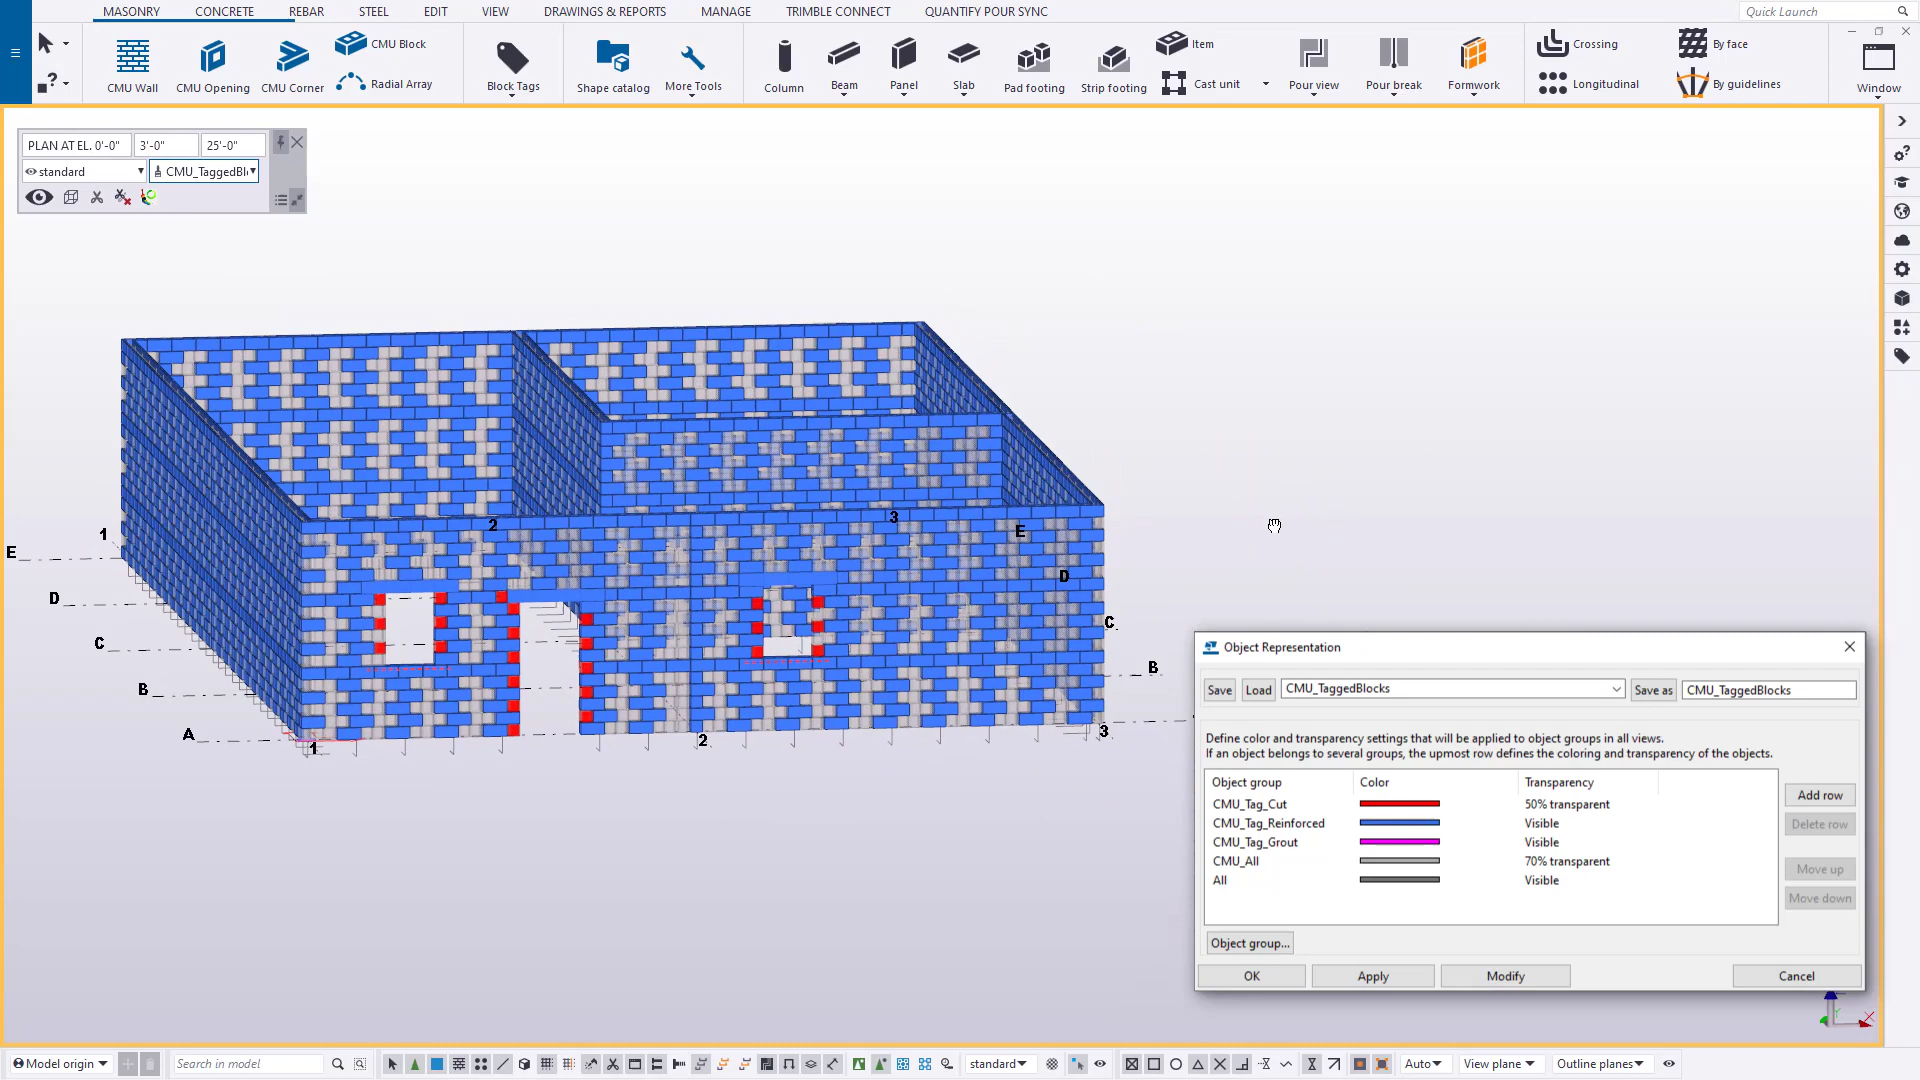 MASONRY CONCRETE REBAR STEEL EDIT VIEW DRAWINGS & REPORTS MANAGE TRIMBLE CONNECT QUANTIFY POUR SYNC Quick Launch
CMU Wall CMU Opening CMU Corner CMU Block Radial Array Block Tags Shape catalog More Tools Column Beam Panel Slab Pad footing Strip footing Item Cast unit Pour view Pour break Formwork Crossing Longitudinal By face By guidelines Window
PLAN AT EL. 0'-0" 3'-0" 25'-0"
standard CMU_TaggedBl
2 3 E
1
E
D
D
C
C
B
B
A
1 2 3
Object Representation
Save Load CMU_TaggedBlocks Save as CMU_TaggedBlocks
Define color and transparency settings that will be applied to object groups in all views.
If an object belongs to several groups, the upmost row defines the coloring and transparency of the objects.
Object group Color Transparency
CMU_Tag_Cut 50% transparent
CMU_Tag_Reinforced Visible
CMU_Tag_Grout Visible
CMU_All 70% transparent
All Visible
Add row
Delete row
Move up
Move down
Object group...
OK Apply Modify Cancel
Model origin Search in model standard Auto View plane Outline planes